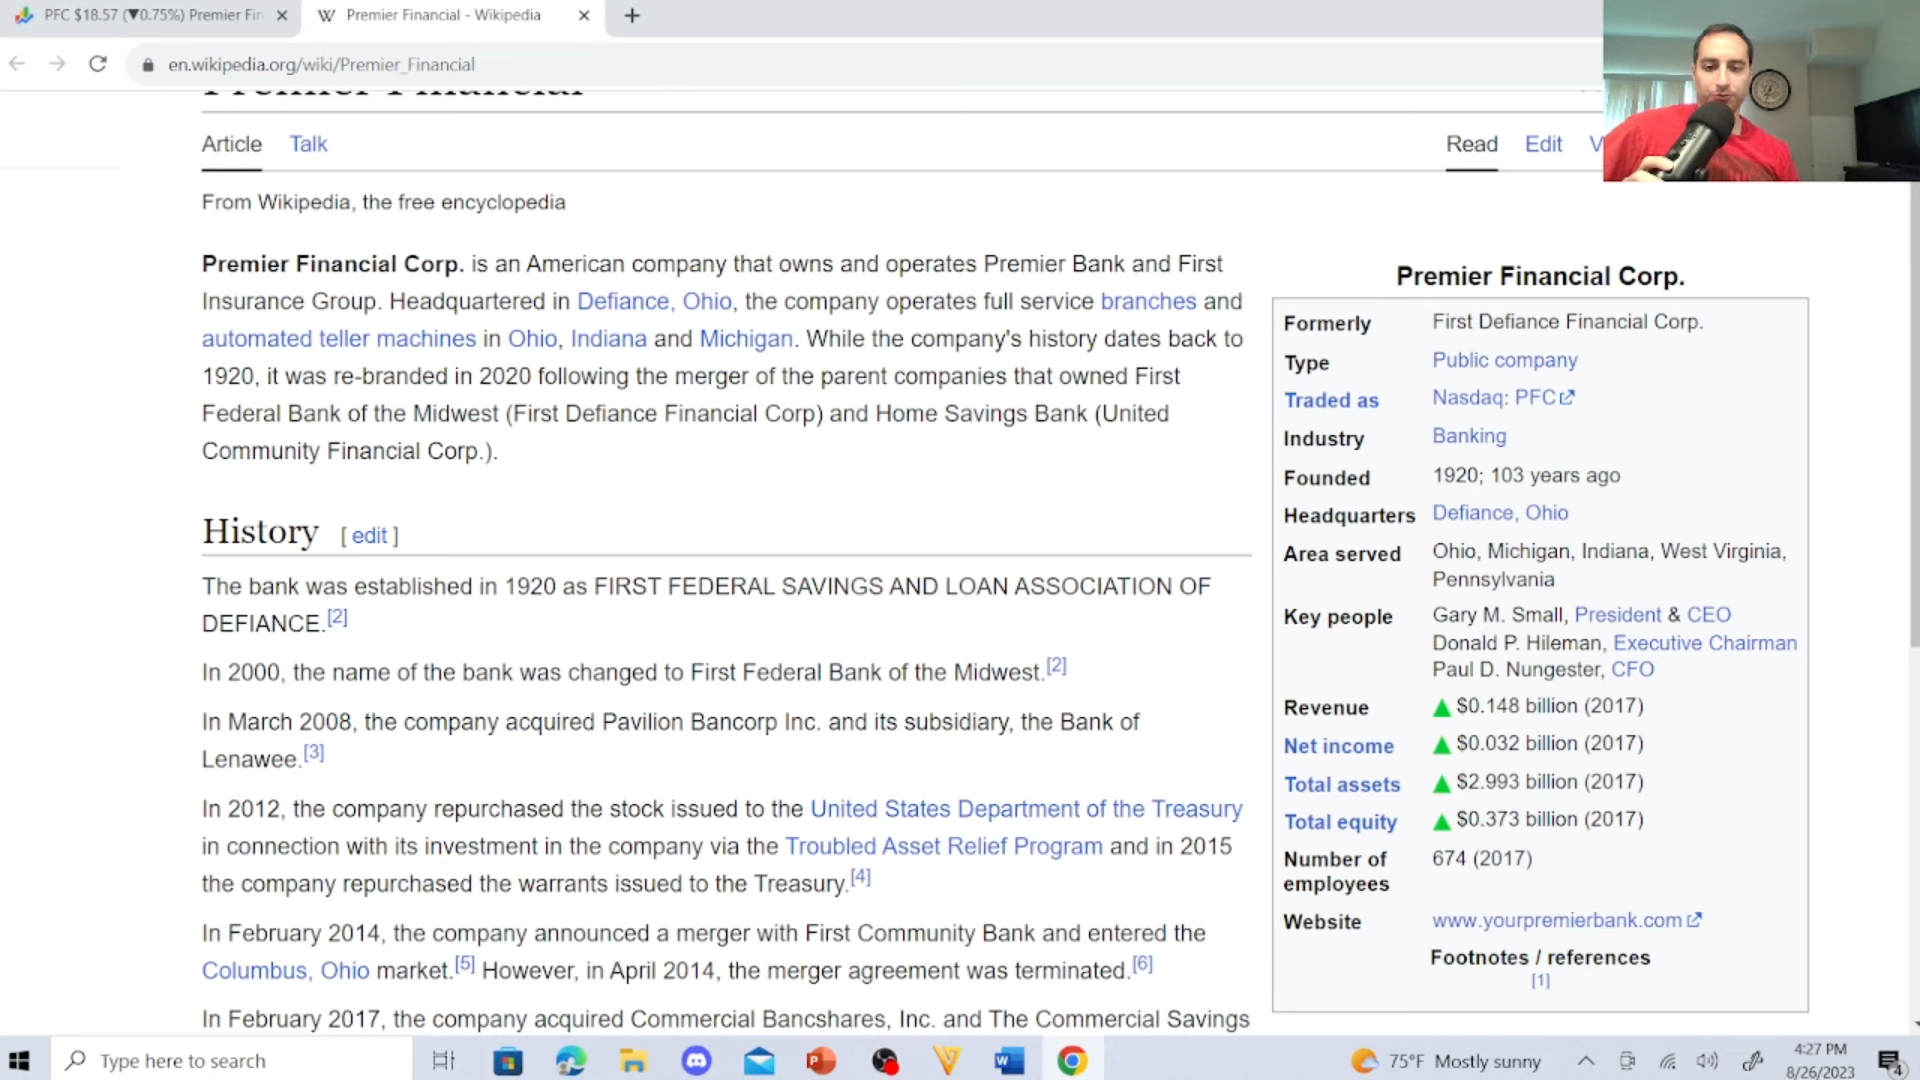 PFC $18.57 (▼0.75%) Premier Fin
Premier Financial - Wikipedia
en.wikipedia.org/wiki/Premier_Financial
Premier Financial
Article Talk
Read Edit V
From Wikipedia, the free encyclopedia
Premier Financial Corp. is an American company that owns and operates Premier Bank and First
Insurance Group. Headquartered in Defiance, Ohio, the company operates full service branches and
automated teller machines in Ohio, Indiana and Michigan. While the company's history dates back to
1920, it was re-branded in 2020 following the merger of the parent companies that owned First
Federal Bank of the Midwest (First Defiance Financial Corp) and Home Savings Bank (United
Community Financial Corp.).
History [ edit ]
The bank was established in 1920 as FIRST FEDERAL SAVINGS AND LOAN ASSOCIATION OF
DEFIANCE.[2]
In 2000, the name of the bank was changed to First Federal Bank of the Midwest.[2]
In March 2008, the company acquired Pavilion Bancorp Inc. and its subsidiary, the Bank of
Lenawee.[3]
In 2012, the company repurchased the stock issued to the United States Department of the Treasury
in connection with its investment in the company via the Troubled Asset Relief Program and in 2015
the company repurchased the warrants issued to the Treasury.[4]
In February 2014, the company announced a merger with First Community Bank and entered the
Columbus, Ohio market.[5] However, in April 2014, the merger agreement was terminated.[6]
In February 2017, the company acquired Commercial Bancshares, Inc. and The Commercial Savings
Premier Financial Corp.
Formerly First Defiance Financial Corp.
Type Public company
Traded as Nasdaq: PFC
Industry Banking
Founded 1920; 103 years ago
Headquarters Defiance, Ohio
Area served Ohio, Michigan, Indiana, West Virginia,
Pennsylvania
Key people Gary M. Small, President & CEO
Donald P. Hileman, Executive Chairman
Paul D. Nungester, CFO
Revenue ▲ $0.148 billion (2017)
Net income ▲ $0.032 billion (2017)
Total assets ▲ $2.993 billion (2017)
Total equity ▲ $0.373 billion (2017)
Number of 674 (2017)
employees
Website www.yourpremierbank.com
Footnotes / references
[1]
Type here to search
75°F Mostly sunny
4:27 PM
8/26/2023
4